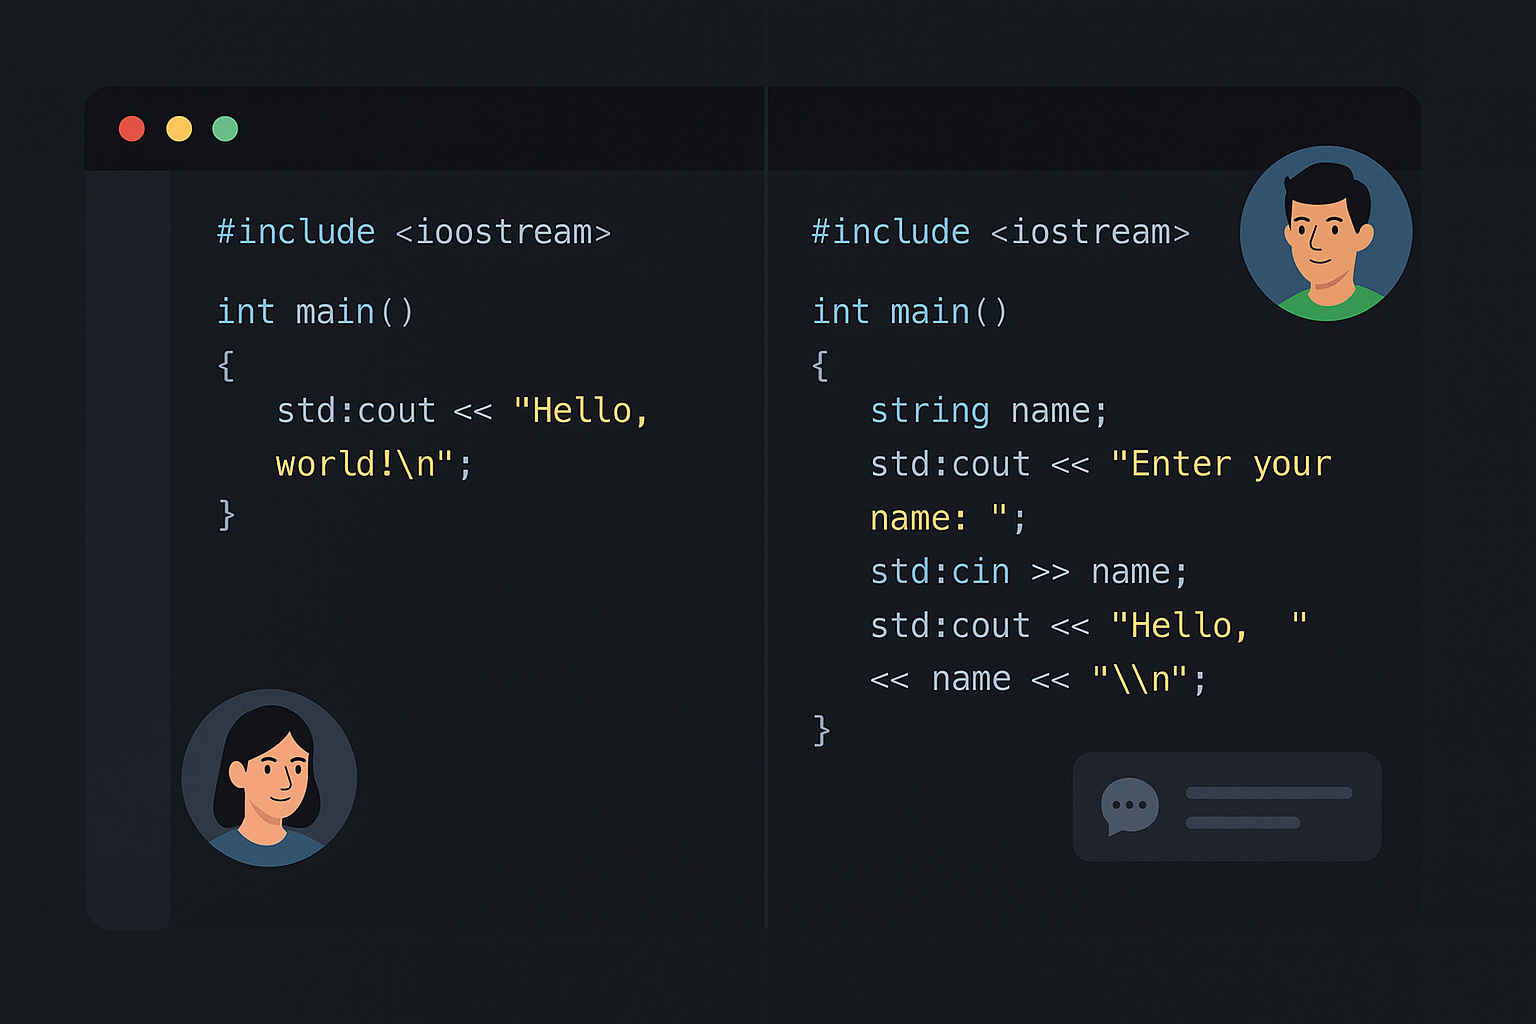 #include <ioostream>
int main()
{
std:cout << "Hello,
world!\n";
}
#include <iostream>
int main()
{
string name;
std:cout << "Enter your
name: ";
std:cin >> name;
std:cout << "Hello,  "
<< name << "\\n";
}